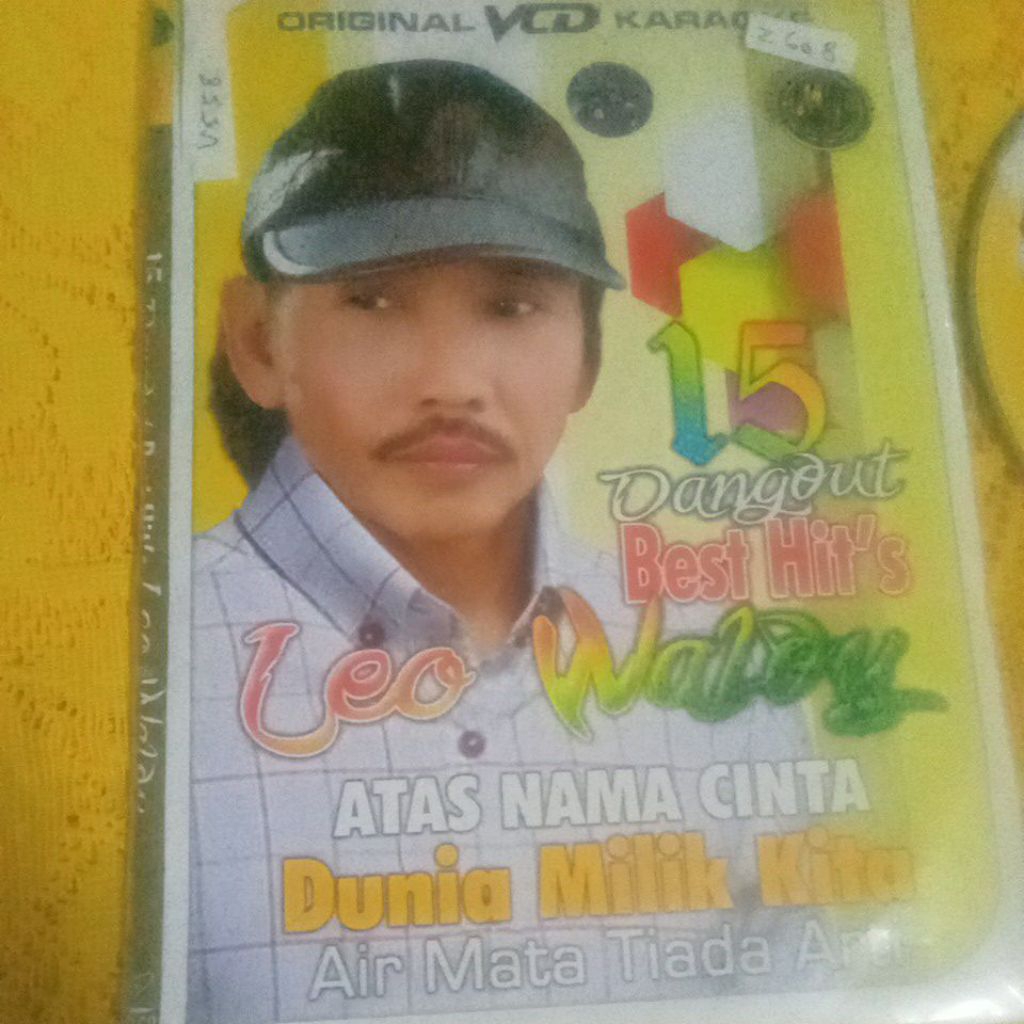 ORIGINAL VCD KARAOKE
2608
V558
15
Dangdut
Best Hit's
Leo Waldy
ATAS NAMA CINTA
Dunia Milik Kita
Air Mata Tiada Arti